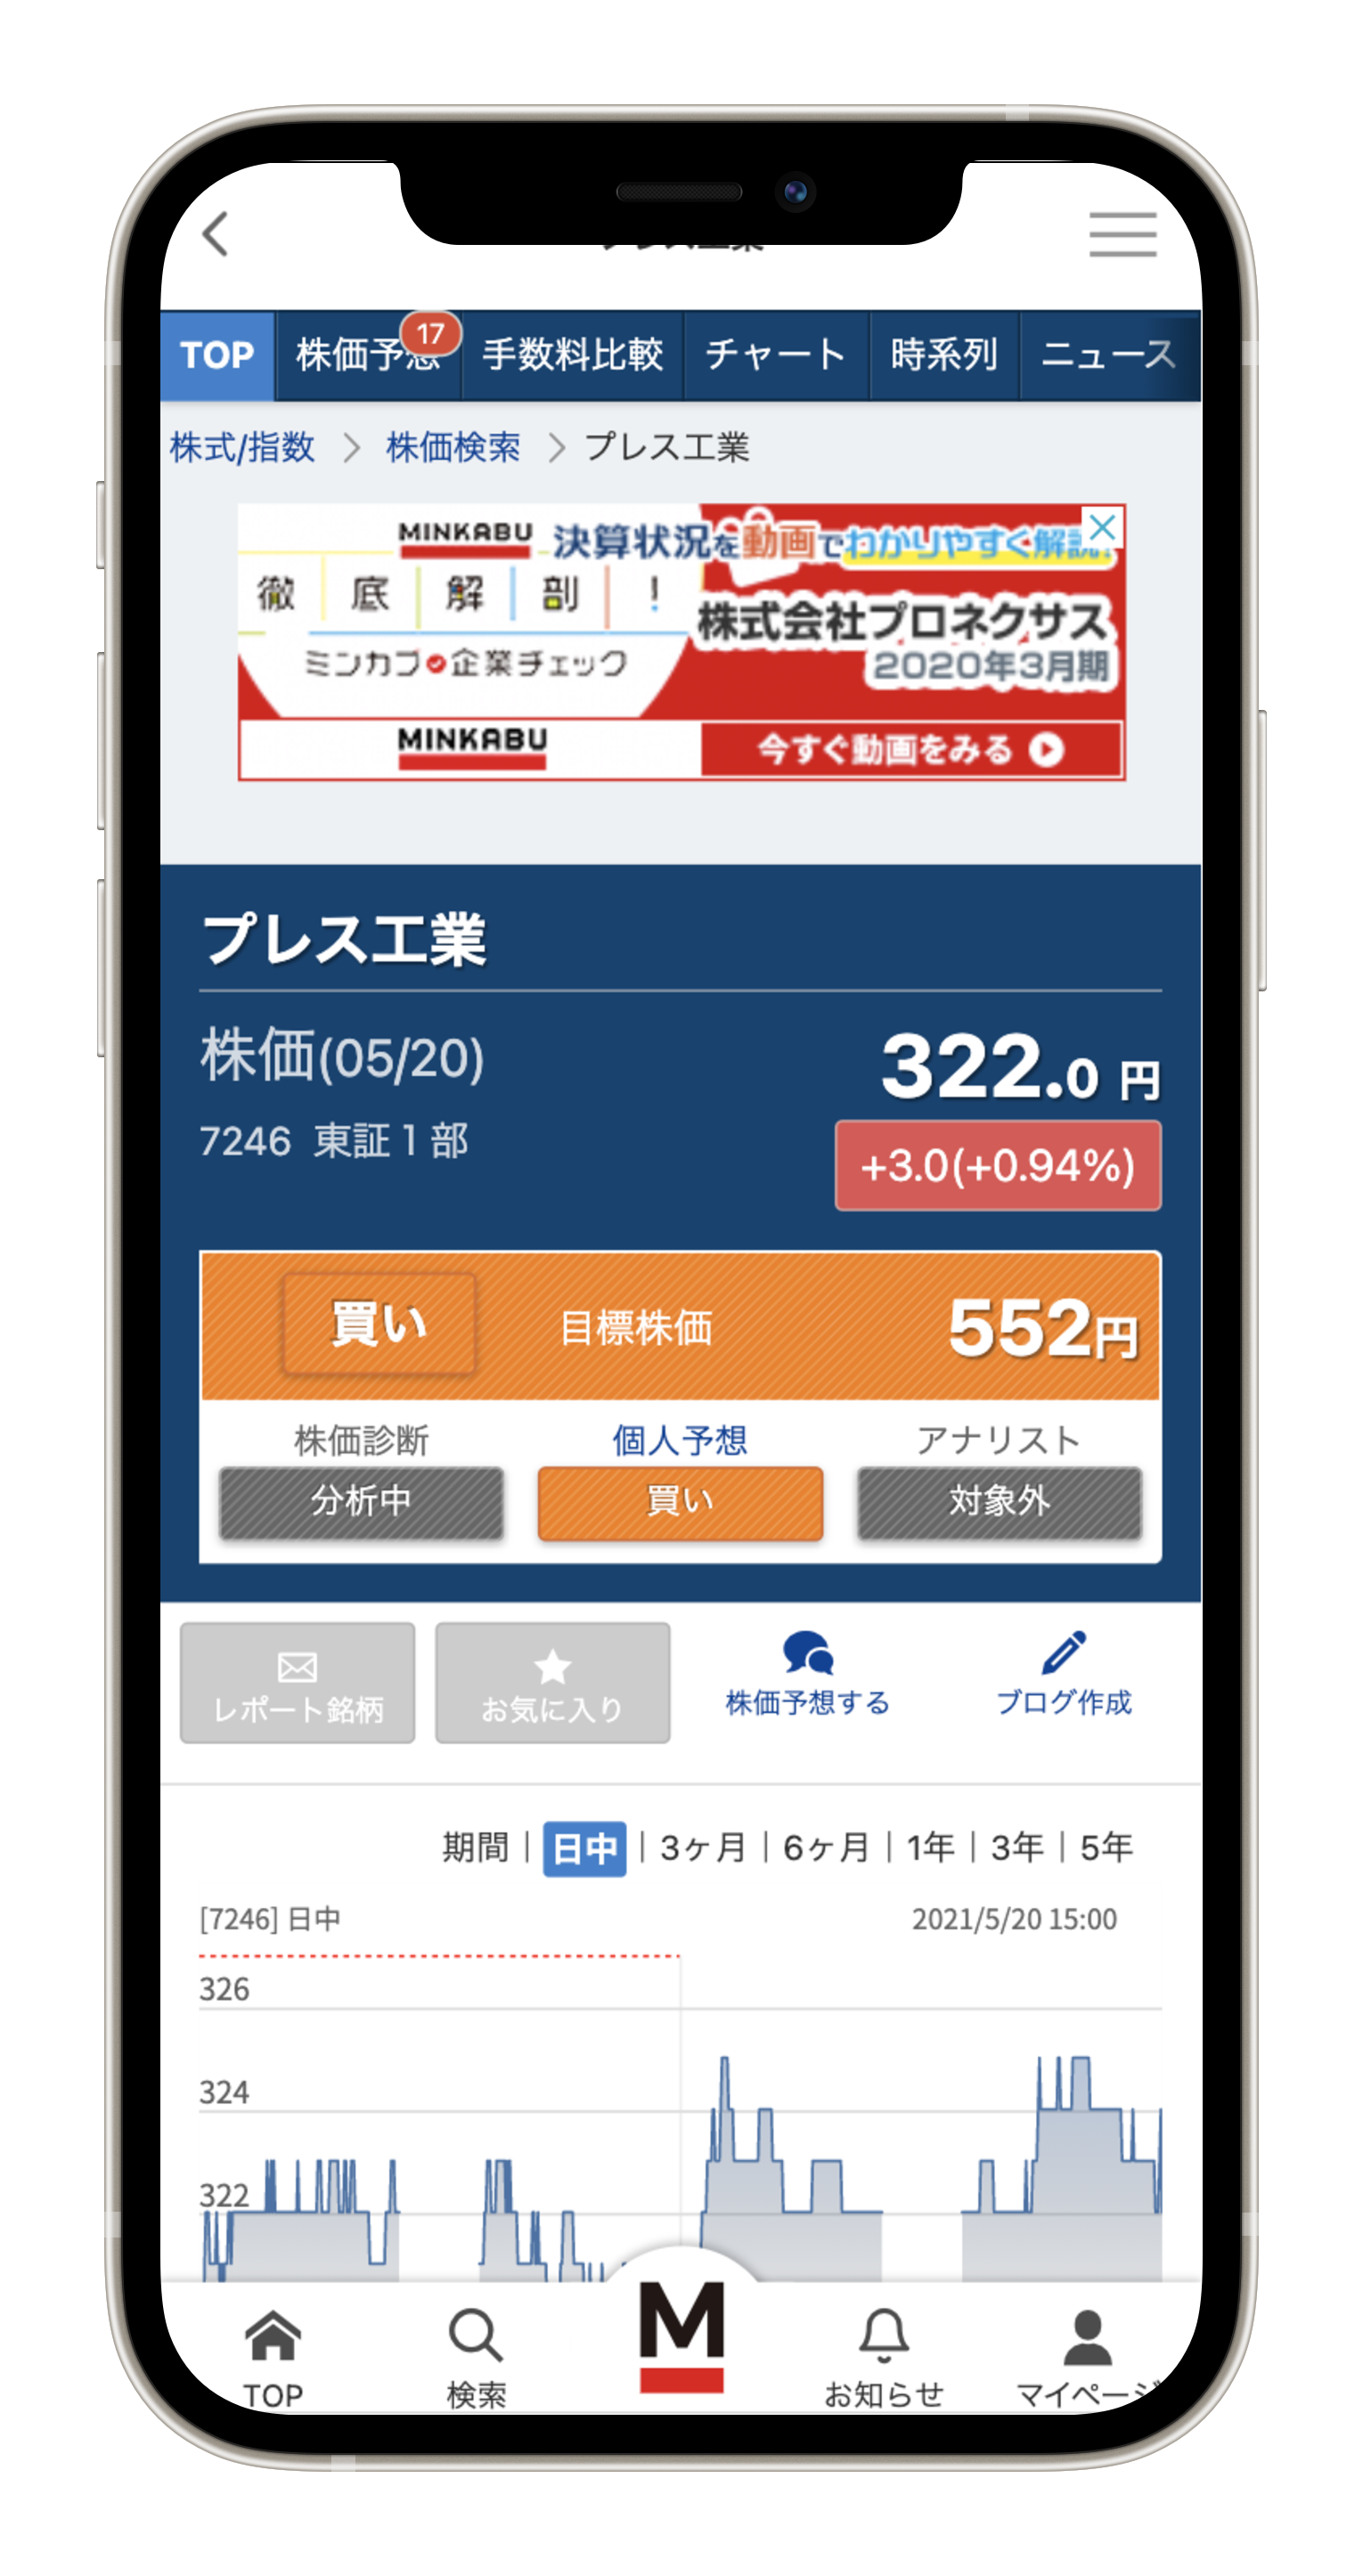 TOP 株価予想 17 手数料比較 チャート 時系列 ニュース
株式/指数 > 株価検索 > プレス工業
MINKABU 決算状況を動画でわかりやすく解説!
徹底解剖!
株式会社プロネクサス
ミンカブ企業チェック 2020年3月期
MINKABU 今すぐ動画をみる
プレス工業
株価(05/20) 322.0 円
7246 東証1部 +3.0(+0.94%)
買い 目標株価 552円
株価診断 個人予想 アナリスト
分析中 買い 対象外
レポート銘柄 お気に入り 株価予想する ブログ作成
期間 | 日中 | 3ヶ月 | 6ヶ月 | 1年 | 3年 | 5年
[7246] 日中 2021/5/20 15:00
326
324
322
M
TOP 検索 お知らせ マイページ